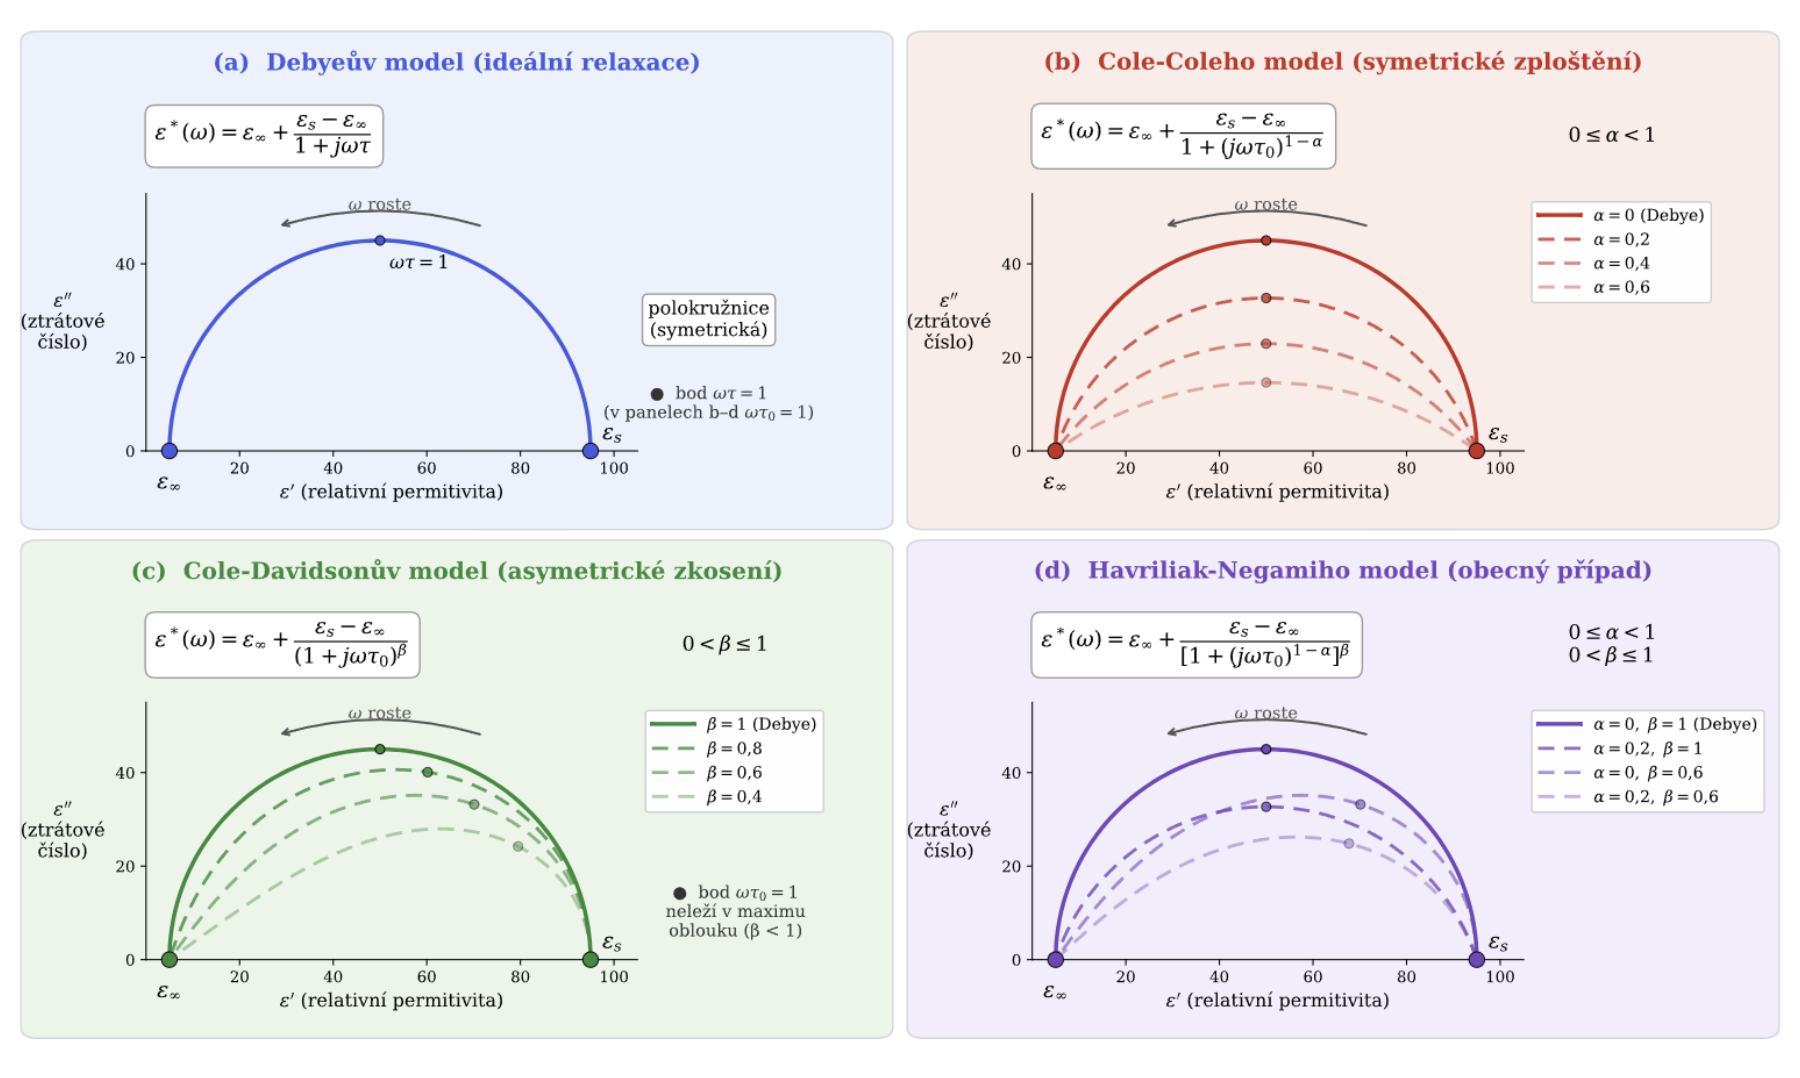 (a) Debyeův model (ideální relaxace)
ε*(ω) = ε∞ + (εs − ε∞)/(1 + jωτ)
ω roste
ωτ = 1
40
20
0
ε″
(ztrátové
číslo)
polokružnice
(symetrická)
● bod ωτ = 1
(v panelech b–d ωτ₀ = 1)
εs
20 40 60 80 100
ε∞
ε′ (relativní permitivita)
(b) Cole-Coleho model (symetrické zploštění)
ε*(ω) = ε∞ + (εs − ε∞)/(1 + (jωτ₀)^(1−α))
0 ≤ α < 1
ω roste
α = 0 (Debye)
α = 0,2
α = 0,4
α = 0,6
40
20
0
ε″
(ztrátové
číslo)
εs
20 40 60 80 100
ε∞
ε′ (relativní permitivita)
(c) Cole-Davidsonův model (asymetrické zkosení)
ε*(ω) = ε∞ + (εs − ε∞)/(1 + jωτ₀)^β
0 < β ≤ 1
ω roste
β = 1 (Debye)
β = 0,8
β = 0,6
β = 0,4
40
20
0
ε″
(ztrátové
číslo)
● bod ωτ₀ = 1
neleží v maximu
oblouku (β < 1)
εs
20 40 60 80 100
ε∞
ε′ (relativní permitivita)
(d) Havriliak-Negamiho model (obecný případ)
ε*(ω) = ε∞ + (εs − ε∞)/[1 + (jωτ₀)^(1−α)]^β
0 ≤ α < 1
0 < β ≤ 1
ω roste
α = 0, β = 1 (Debye)
α = 0,2, β = 1
α = 0, β = 0,6
α = 0,2, β = 0,6
40
20
0
ε″
(ztrátové
číslo)
εs
20 40 60 80 100
ε∞
ε′ (relativní permitivita)